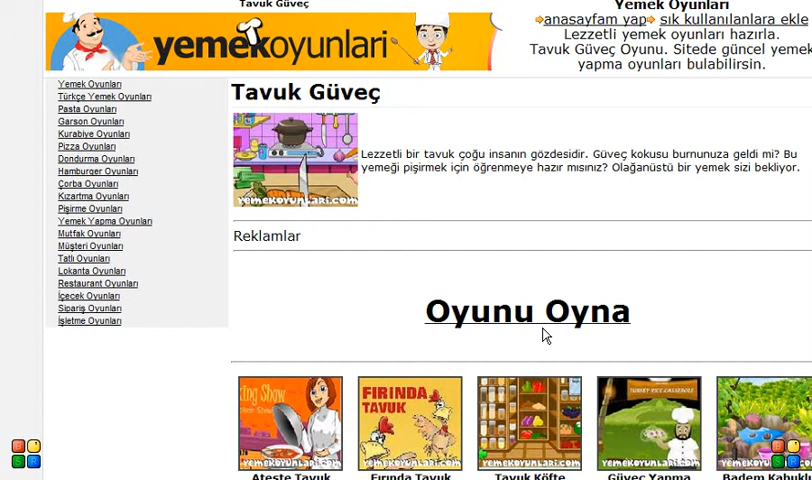 Tavuk Güveç
Yemek Oyunları
anasayfam yap sık kullanılanlara ekle
Lezzetli yemek oyunları hazırla.
Tavuk Güveç Oyunu. Sitede güncel yemek
yapma oyunları bulabilirsin.
yemekoyunlari
Yemek Oyunları
Türkçe Yemek Oyunları
Pasta Oyunları
Garson Oyunları
Kurabiye Oyunları
Pizza Oyunları
Dondurma Oyunları
Hamburger Oyunları
Çorba Oyunları
Kızartma Oyunları
Pişirme Oyunları
Yemek Yapma Oyunları
Mutfak Oyunları
Müşteri Oyunları
Tatlı Oyunları
Lokanta Oyunları
Restaurant Oyunları
İçecek Oyunları
Sipariş Oyunları
İşletme Oyunları
Tavuk Güveç
yemekoyunlari.com
Lezzetli bir tavuk çoğu insanın gözdesidir. Güveç kokusu burnunuza geldi mi? Bu
yemeği pişirmek için öğrenmeye hazır mısınız? Olağanüstü bir yemek sizi bekliyor.
Reklamlar
Oyunu Oyna
king Show
yemekoyunlari.com
FIRINDA
TAVUK
yemekoyunlari.com
yemekoyunlari.com
TURKEY RICE CASSEROLE
yemekoyunlari.com
Ateşte Tavuk
Fırında Tavuk
Tavuk Köfte
Güveç Yapma
Badem Kabuklu